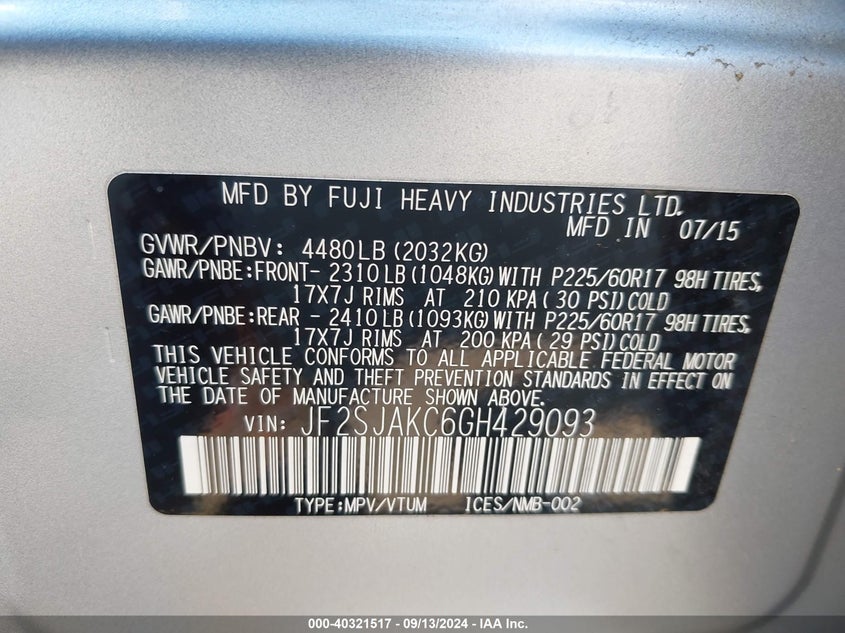 MFD BY FUJI HEAVY INDUSTRIES LTD.
MFD IN 07/15
GVWR/PNBV: 4480LB (2032KG)
GAWR/PNBE:FRONT- 2310LB (1048KG) WITH P225/60R17 98H TIRES,
17X7J RIMS AT 210 KPA ( 30 PSI) COLD
GAWR/PNBE:REAR - 2410LB (1093KG) WITH P225/60R17 98H TIRES,
17X7J RIMS AT 200 KPA ( 29 PSI) COLD
THIS VEHICLE CONFORMS TO ALL APPLICABLE FEDERAL MOTOR
VEHICLE SAFETY AND THEFT PREVENTION STANDARDS IN EFFECT ON
THE DATE OF MANUFACTURE SHOWN ABOVE.
VIN: JF2SJAKC6GH429093
TYPE:MPV/VTUM ICES/NMB-002
000-40321517 - 09/13/2024 - IAA Inc.